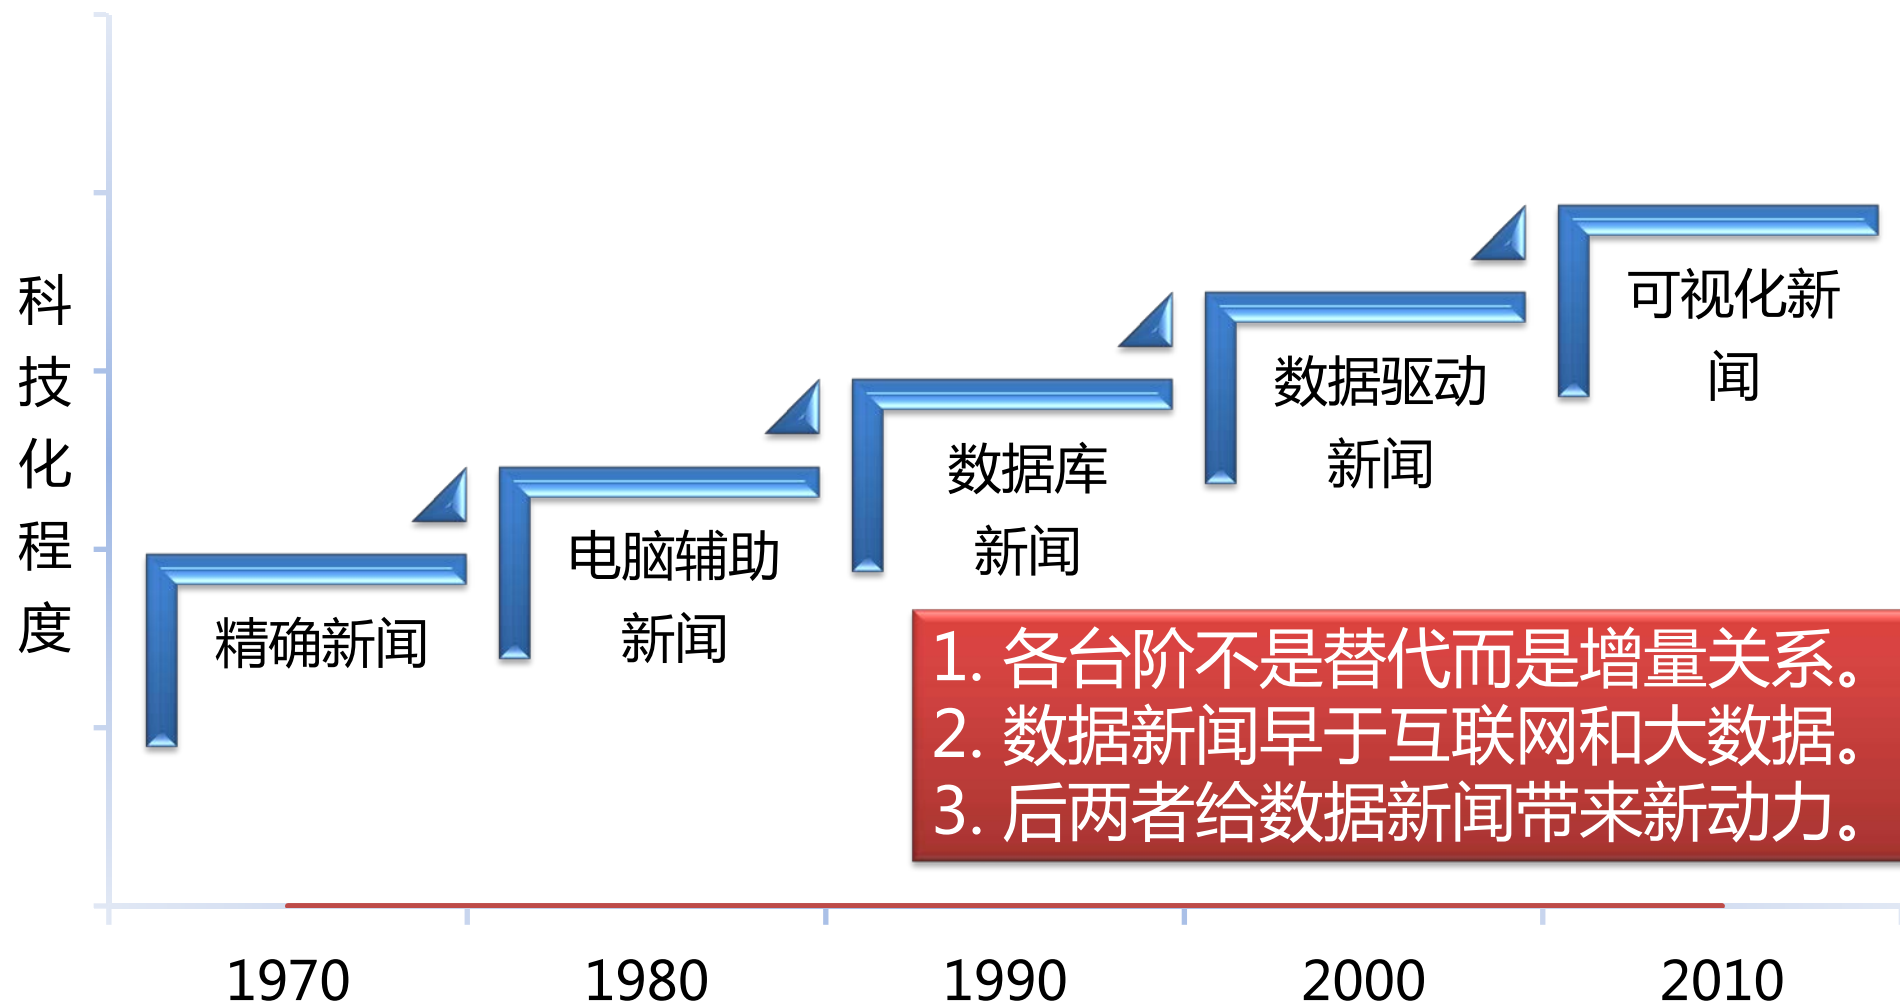 科
技
化
程
度
精确新闻
电脑辅助
新闻
数据库
新闻
数据驱动
新闻
可视化新
闻
1. 各台阶不是替代而是增量关系。
2. 数据新闻早于互联网和大数据。
3. 后两者给数据新闻带来新动力。
1970
1980
1990
2000
2010